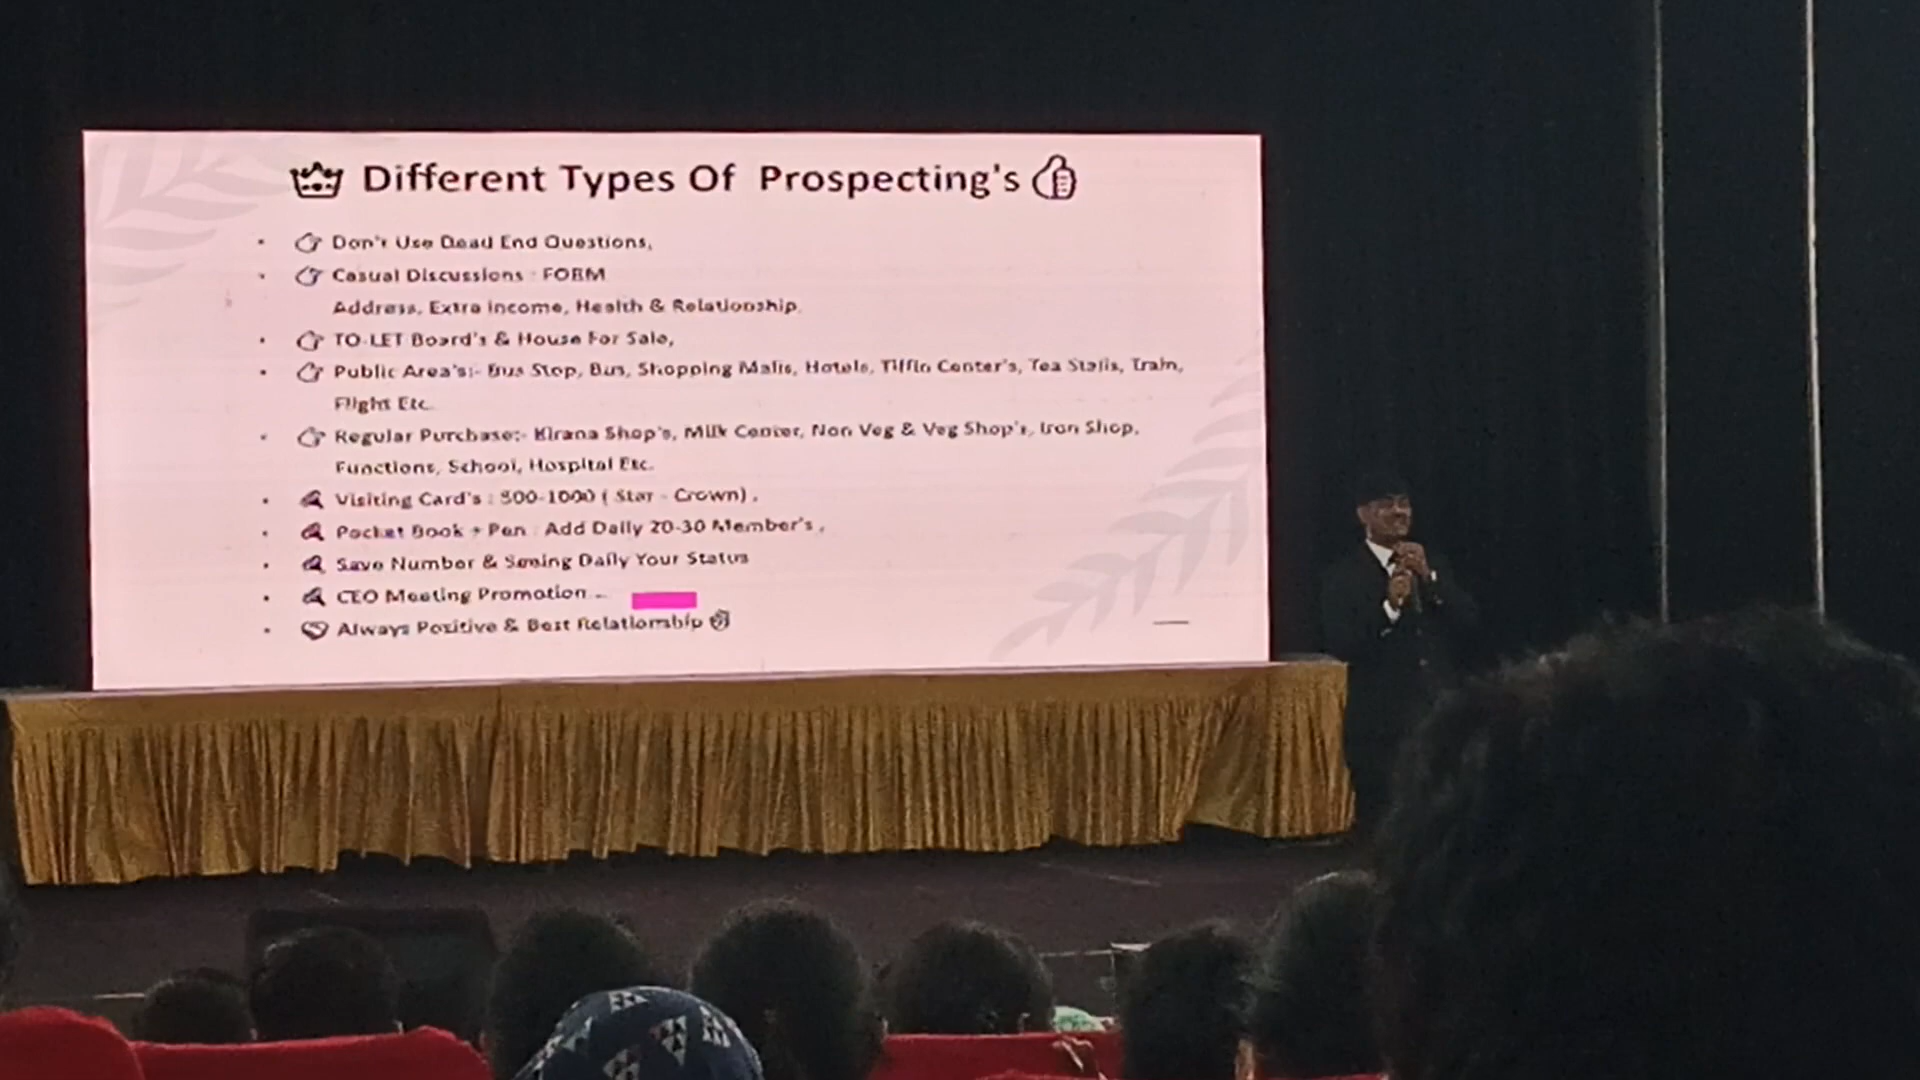 Different Types Of Prospecting's
Don't Use Dead End Questions,
Casual Discussions - FORM
Address, Extra Income, Health & Relationship.
TO-LET Board's & House For Sale,
Public Area's:- Bus Stop, Bus, Shopping Malls, Hotels, Tiffin Center's, Tea Stalls, Train,
Flight Etc.
Regular Purchase:- Kirana Shop's, Milk Center, Non Veg & Veg Shop's, Iron Shop,
Functions, School, Hospital Etc.
Visiting Card's : 500-1000 ( Star - Crown) ,
Pocket Book + Pen : Add Daily 20-30 Member's ,
Save Number & Seeing Daily Your Status
CEO Meeting Promotion -
Always Positive & Best Relationship